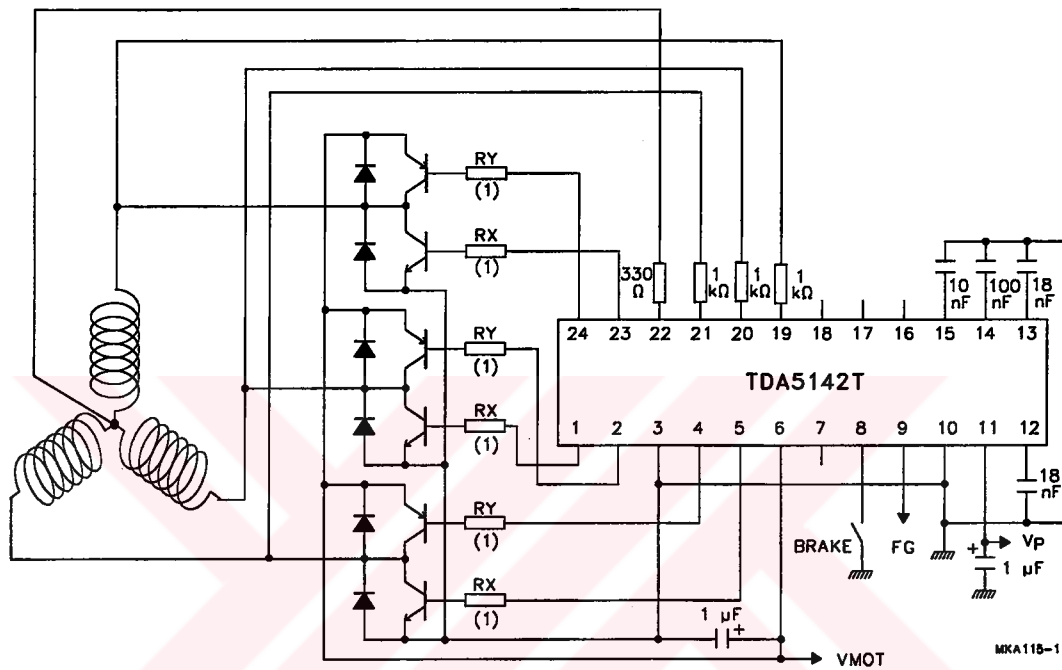 RY
(1)
RX
(1)
330
Ω
1
kΩ
1
kΩ
1
kΩ
10
nF
100
nF
18
nF
24 23 22 21 20 19 18 17 16 15 14 13
RY
(1)
TDA5142T
RX
(1)
1 2 3 4 5 6 7 8 9 10 11 12
18
nF
RY
(1)
BRAKE
FG
VP
+
1 µF
RX
(1)
1 µF
+
VMOT
MKA115-1